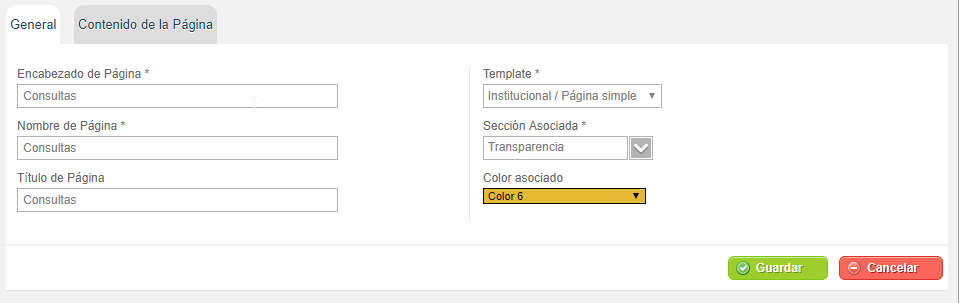 General
Contenido de la Página
Encabezado de Página *
Consultas
Nombre de Página *
Consultas
Título de Página
Consultas
Template *
Institucional / Página simple
Sección Asociada *
Transparencia
Color asociado
Color 6
Guardar
Cancelar